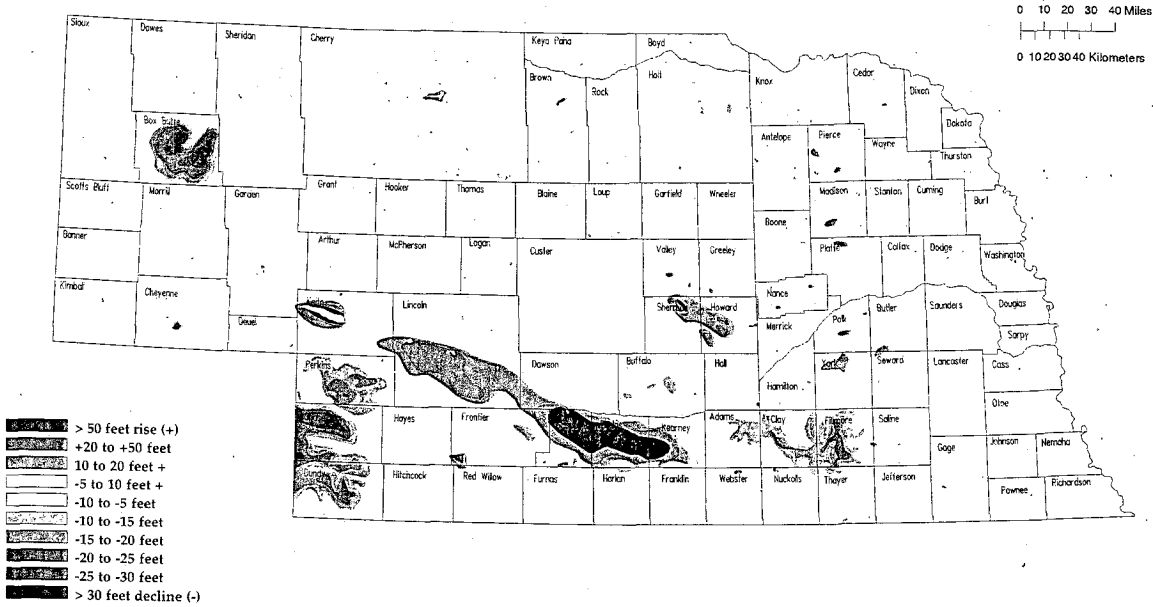 0 10 20 30 40 Miles
0 10 20 30 40 Kilometers
Sioux
Dawes
Sheridan
Cherry
Keya Paha
Boyd
Brown
Rock
Holt
Knox
Cedar
Dixon
Dakota
Box Butte
Antelope
Pierce
Wayne
Thurston
Scotts Bluff
Morrill
Garden
Grant
Hooker
Thomas
Blaine
Loup
Garfield
Wheeler
Madison
Stanton
Cuming
Burt
Boone
Banner
Arthur
McPherson
Logan
Custer
Valley
Greeley
Platte
Colfax
Dodge
Washington
Kimball
Cheyenne
Deuel
Lincoln
Howard
Nance
Merrick
Polk
Butler
Saunders
Douglas
Sarpy
Perkins
Dawson
Buffalo
Hall
Hamilton
York
Seward
Lancaster
Cass
Otoe
Hayes
Frontier
Kearney
Adams
Clay
Fillmore
Saline
Gage
Johnson
Nemaha
Dundy
Hitchcock
Red Willow
Furnas
Harlan
Franklin
Webster
Nuckolls
Thayer
Jefferson
Pawnee
Richardson
> 50 feet rise (+)
+20 to +50 feet
10 to 20 feet +
-5 to 10 feet +
-10 to -5 feet
-10 to -15 feet
-15 to -20 feet
-20 to -25 feet
-25 to -30 feet
> 30 feet decline (-)